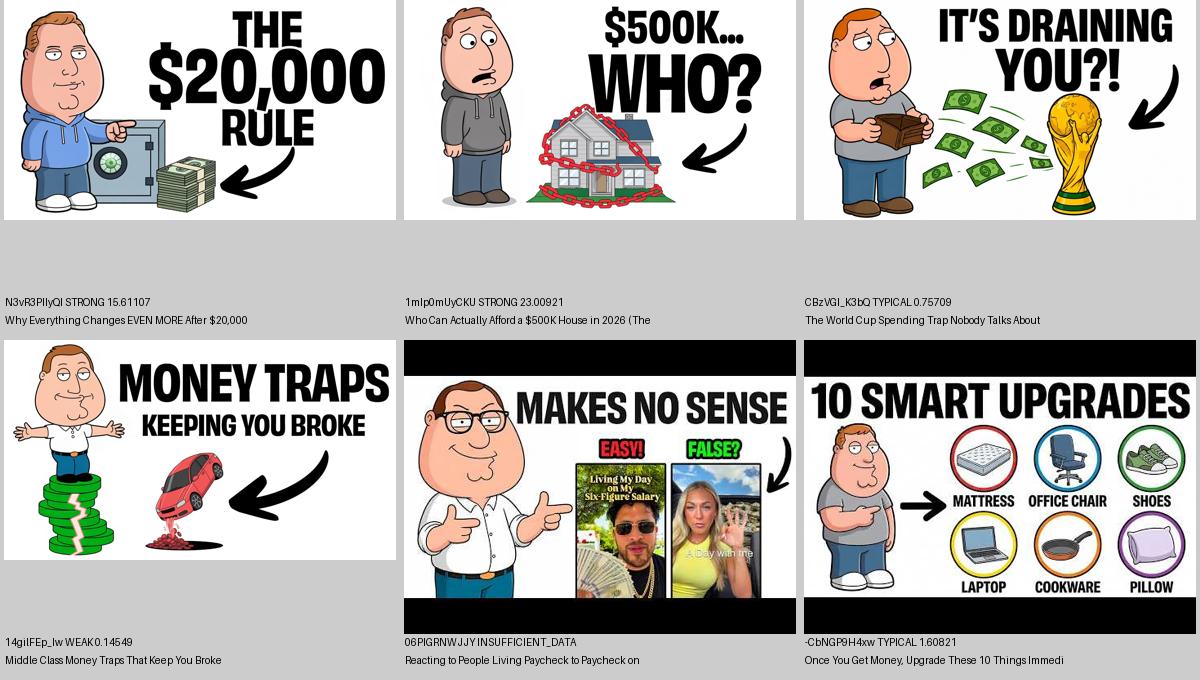 THE
$20,000
RULE
N3vR3PIIyQI STRONG 15.61107
Why Everything Changes EVEN MORE After $20,000
$500K...
WHO?
1mIp0mUyCKU STRONG 23.00921
Who Can Actually Afford a $500K House in 2026 (The
IT'S DRAINING
YOU?!
CBzVGI_K3bQ TYPICAL 0.75709
The World Cup Spending Trap Nobody Talks About
MONEY TRAPS
KEEPING YOU BROKE
14gilFEp_lw WEAK 0.14549
Middle Class Money Traps That Keep You Broke
MAKES NO SENSE
EASY!
FALSE?
Living My Day
on My
Six-Figure Salary
A Day with me
06PIGRNWJJY INSUFFICIENT_DATA
Reacting to People Living Paycheck to Paycheck on
10 SMART UPGRADES
MATTRESS
OFFICE CHAIR
SHOES
LAPTOP
COOKWARE
PILLOW
-CbNGP9H4xw TYPICAL 1.60821
Once You Get Money, Upgrade These 10 Things Immedi